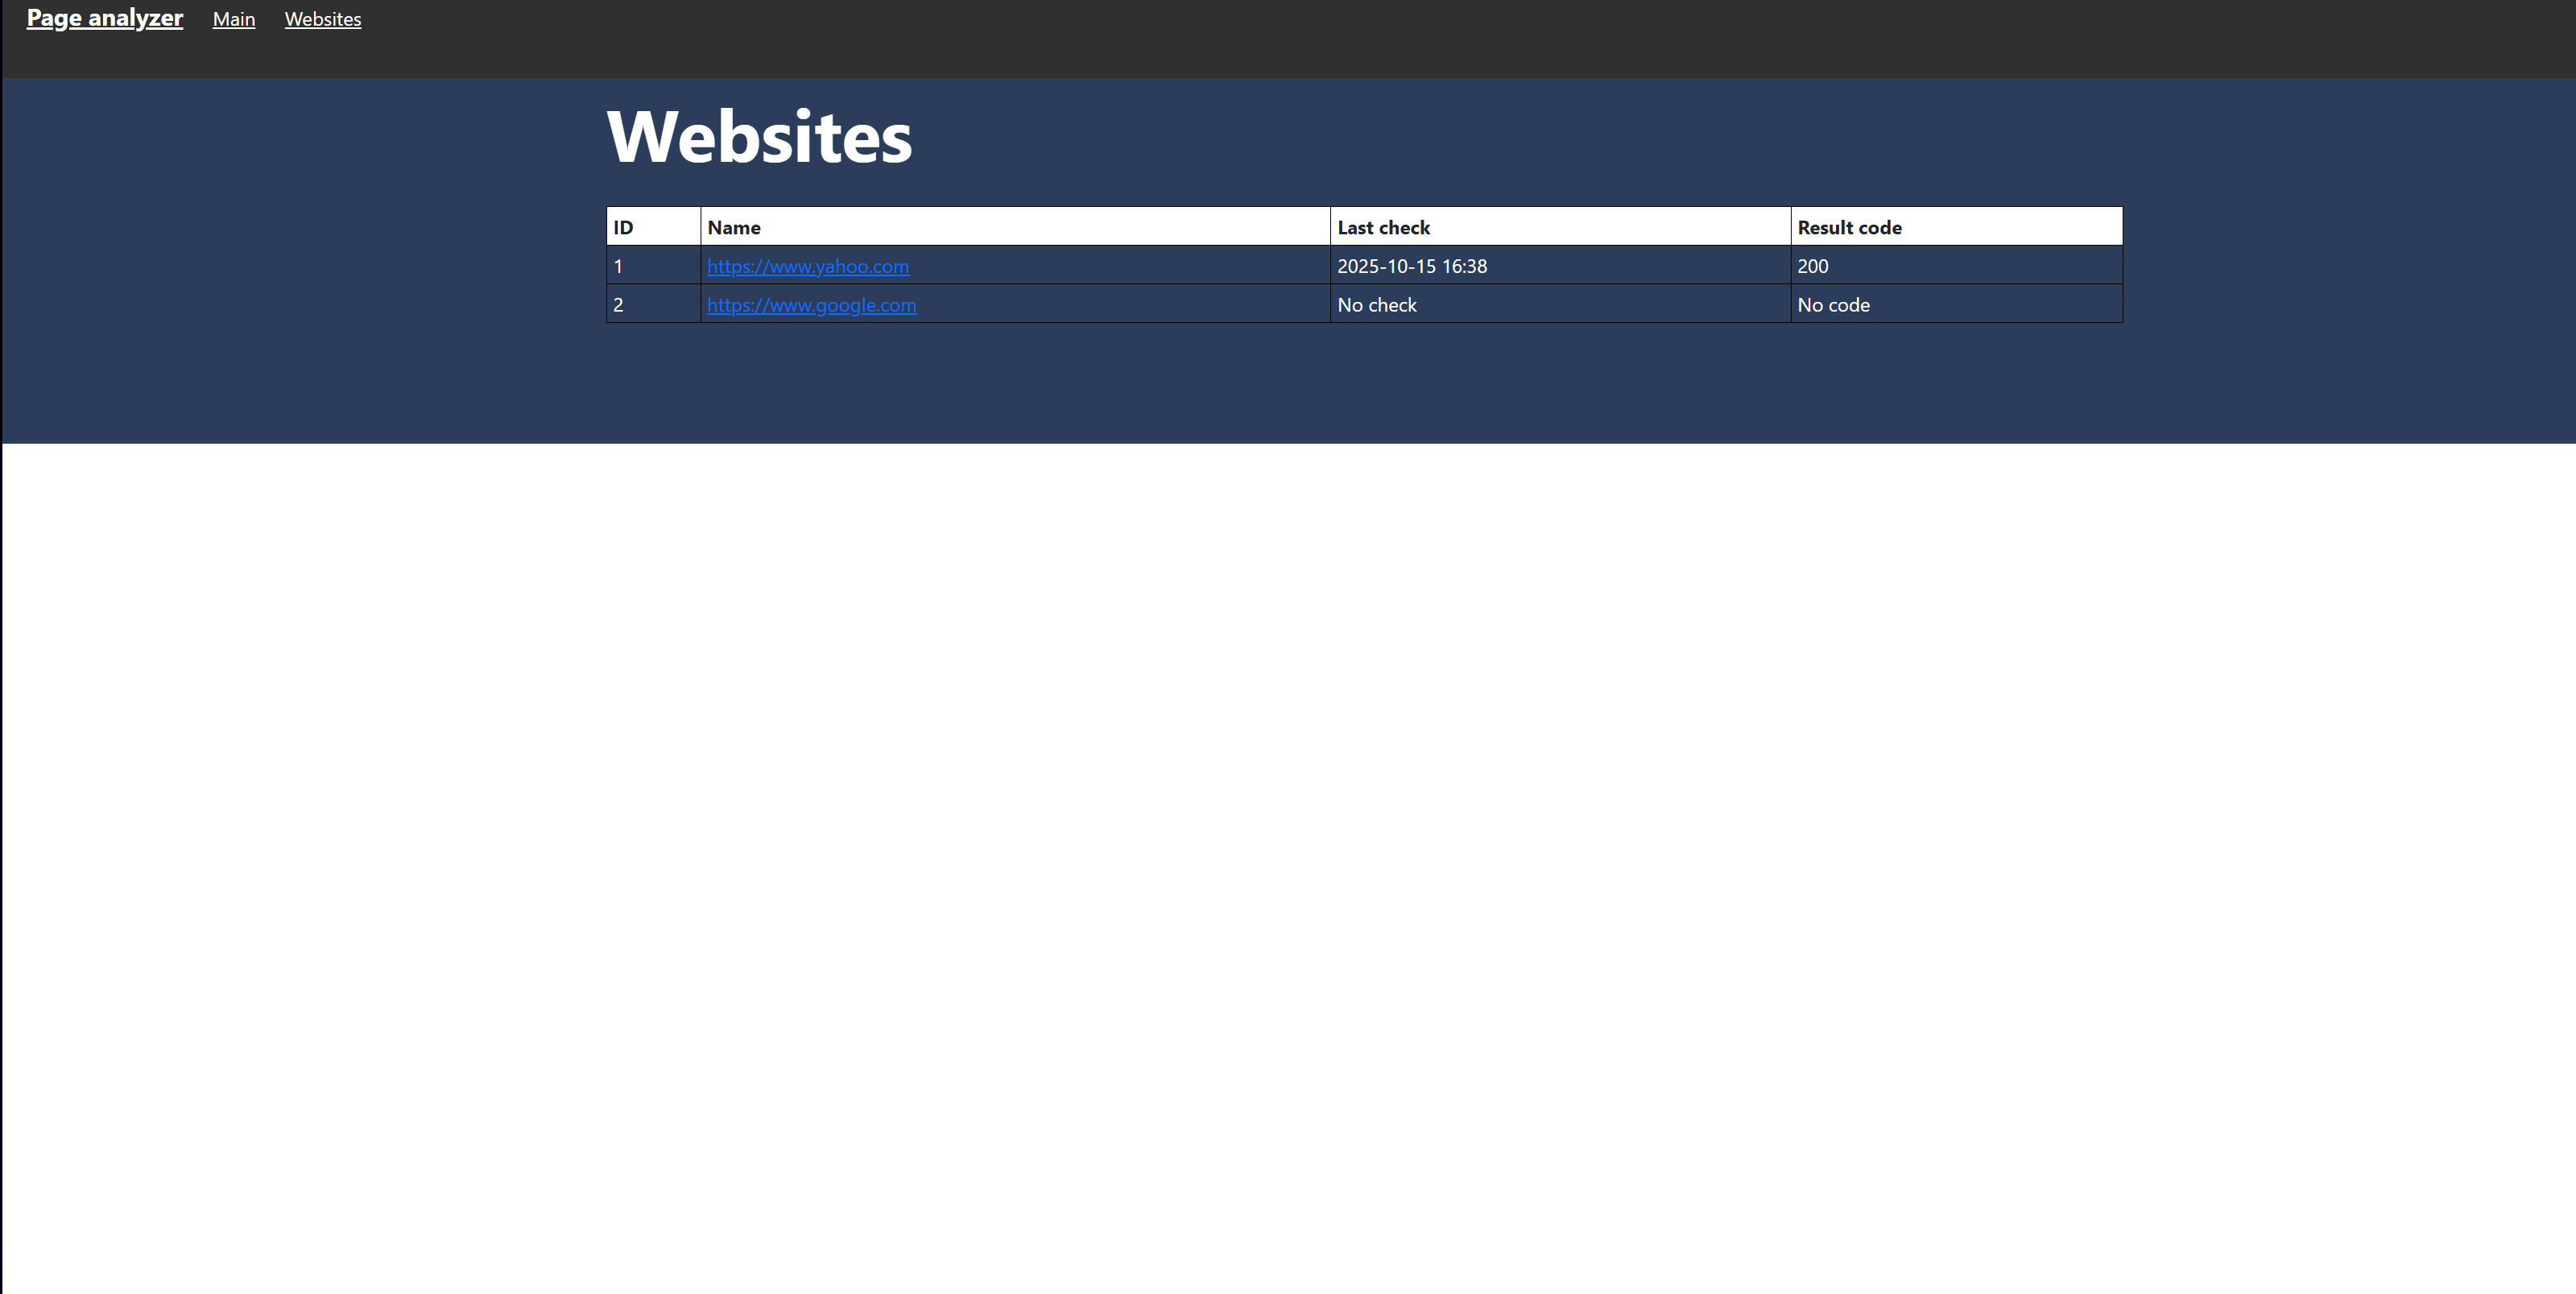 Page analyzer Main Websites
Websites
ID Name Last check Result code
1 https://www.yahoo.com 2025-10-15 16:38 200
2 https://www.google.com No check No code